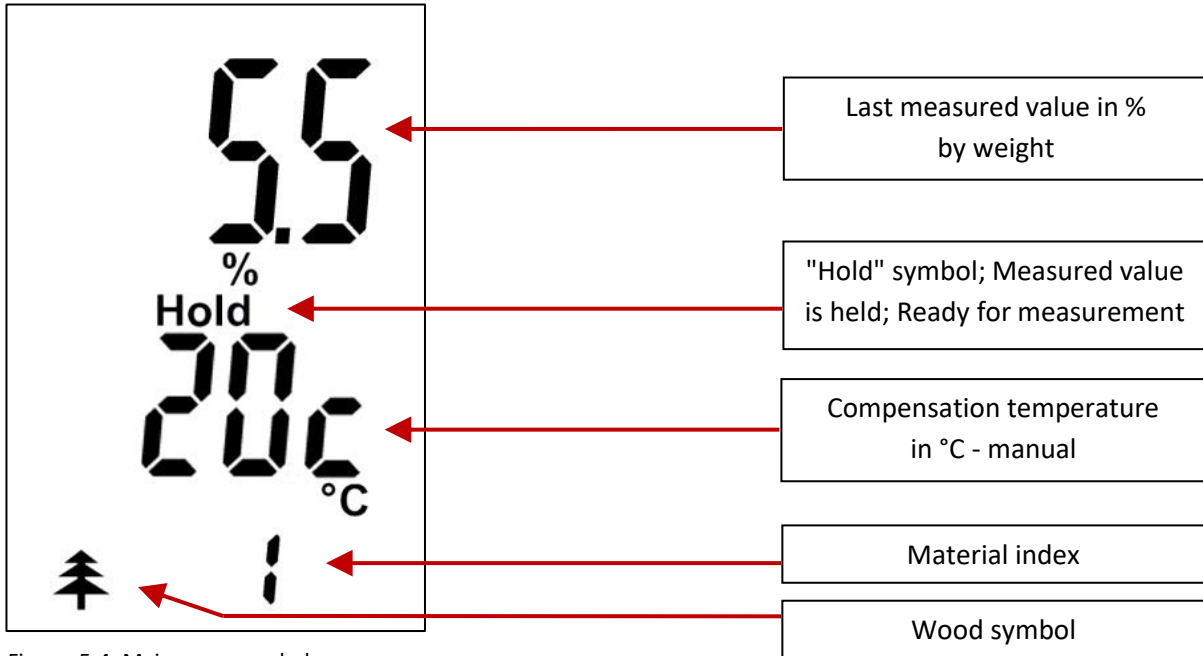 5.5
%
Hold
20c
°C
1
Last measured value in %
by weight
"Hold" symbol; Measured value
is held; Ready for measurement
Compensation temperature
in °C - manual
Material index
Wood symbol